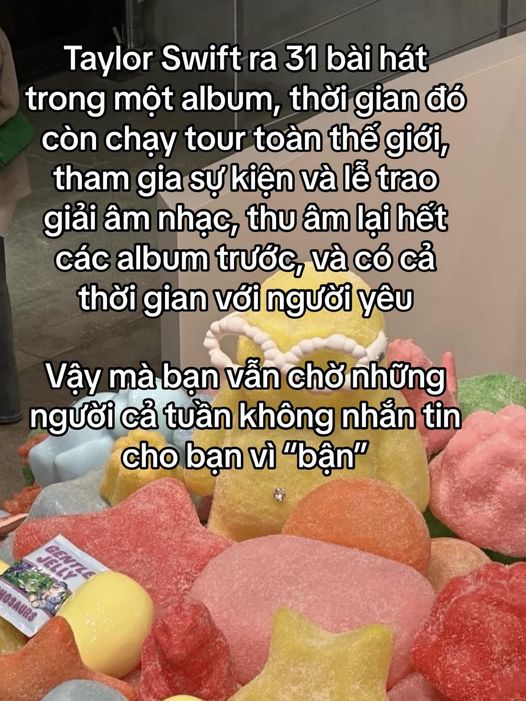 Taylor Swift ra 31 bài hát
trong một album, thời gian đó
còn chạy tour toàn thế giới,
tham gia sự kiện và lễ trao
giải âm nhạc, thu âm lại hết
các album trước, và có cả
thời gian với người yêu
Vậy mà bạn vẫn chờ những
người cả tuần không nhắn tin
cho bạn vì “bận”
GENTLE
JELLY